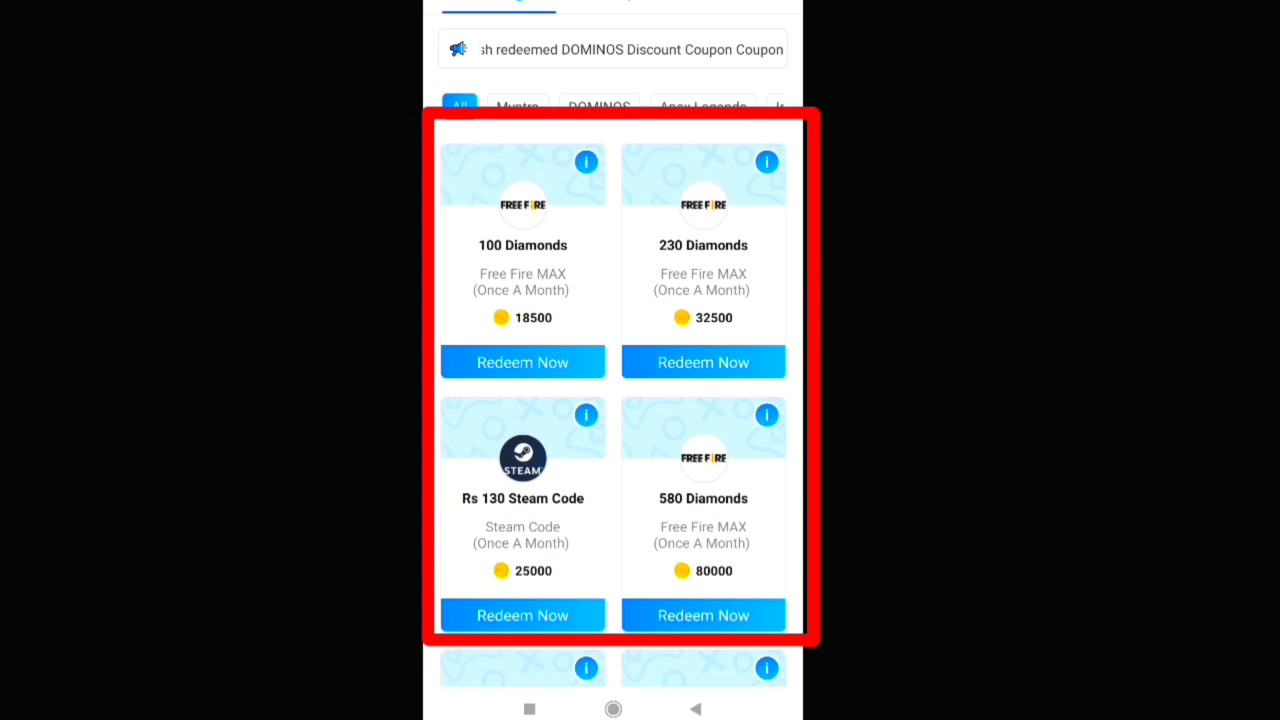 sh redeemed DOMINOS Discount Coupon Coupon
All Myntra DOMINOS Apex Legends
i i
FREE FIRE FREE FIRE
100 Diamonds 230 Diamonds
Free Fire MAX Free Fire MAX
(Once A Month) (Once A Month)
18500 32500
Redeem Now Redeem Now
i i
STEAM FREE FIRE
Rs 130 Steam Code 580 Diamonds
Steam Code Free Fire MAX
(Once A Month) (Once A Month)
25000 80000
Redeem Now Redeem Now
i i